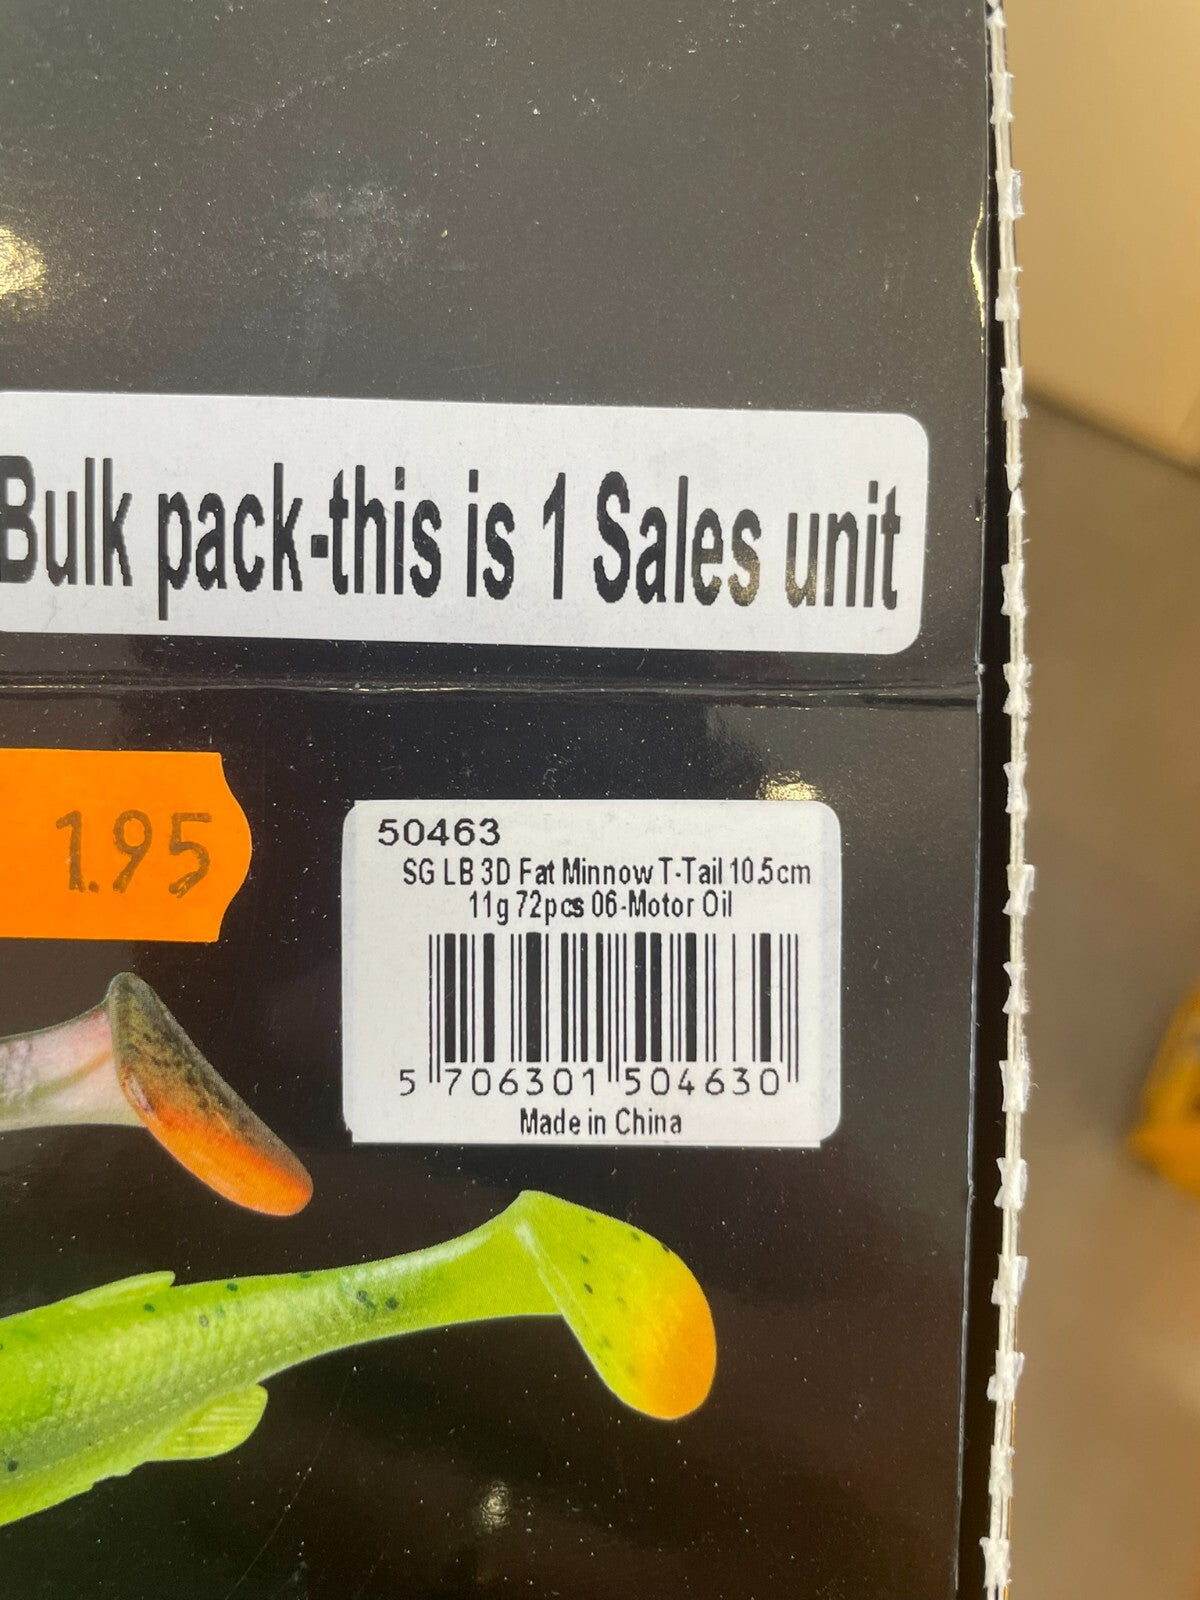 Bulk pack-this is 1 Sales unit
1.95
50463
SG LB 3D Fat Minnow T-Tail 10.5cm
11g 72pcs 06-Motor Oil
5 706301 504630
Made in China